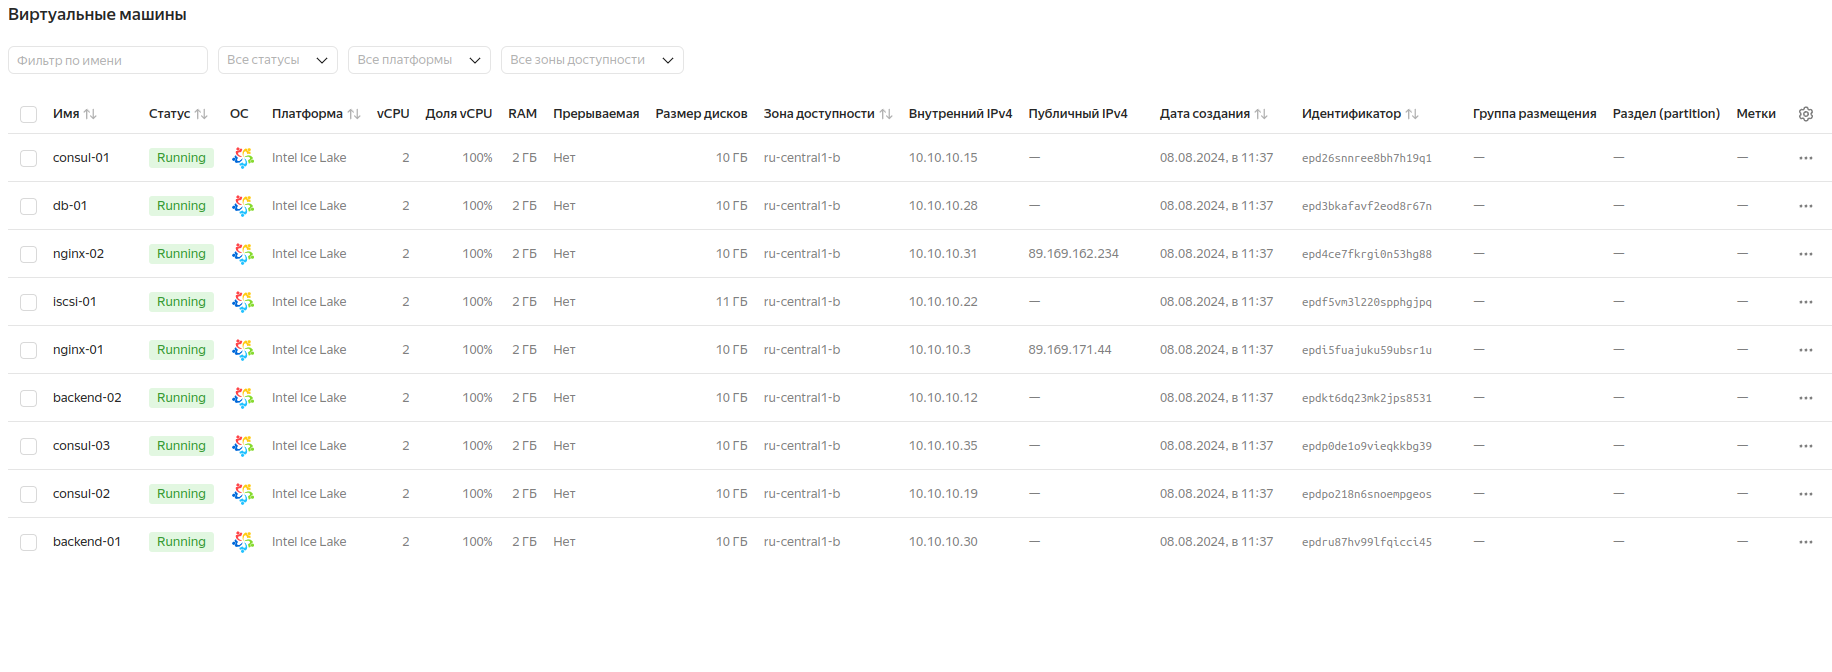 Виртуальные машины
Фильтр по имени Все статусы Все платформы Все зоны доступности
Имя Статус ОС Платформа vCPU Доля vCPU RAM Прерываемая Размер дисков Зона доступности Внутренний IPv4 Публичный IPv4 Дата создания Идентификатор Группа размещения Раздел (partition) Метки
consul-01 Running Intel Ice Lake 2 100% 2 ГБ Нет 10 ГБ ru-central1-b 10.10.10.15 — 08.08.2024, в 11:37 epd26snnree8bh7h19q1 — — —
db-01 Running Intel Ice Lake 2 100% 2 ГБ Нет 10 ГБ ru-central1-b 10.10.10.28 — 08.08.2024, в 11:37 epd3bkafavf2eod8r67n — — —
nginx-02 Running Intel Ice Lake 2 100% 2 ГБ Нет 10 ГБ ru-central1-b 10.10.10.31 89.169.162.234 08.08.2024, в 11:37 epd4ce7fkrgi0n53hg88 — — —
iscsi-01 Running Intel Ice Lake 2 100% 2 ГБ Нет 11 ГБ ru-central1-b 10.10.10.22 — 08.08.2024, в 11:37 epdf5vm3l220spphgjpq — — —
nginx-01 Running Intel Ice Lake 2 100% 2 ГБ Нет 10 ГБ ru-central1-b 10.10.10.3 89.169.171.44 08.08.2024, в 11:37 epdi5fuajuku59ubsr1u — — —
backend-02 Running Intel Ice Lake 2 100% 2 ГБ Нет 10 ГБ ru-central1-b 10.10.10.12 — 08.08.2024, в 11:37 epdkt6dq23mk2jps8531 — — —
consul-03 Running Intel Ice Lake 2 100% 2 ГБ Нет 10 ГБ ru-central1-b 10.10.10.35 — 08.08.2024, в 11:37 epdp0de1o9vieqkkbg39 — — —
consul-02 Running Intel Ice Lake 2 100% 2 ГБ Нет 10 ГБ ru-central1-b 10.10.10.19 — 08.08.2024, в 11:37 epdpo218n6snoempgeos — — —
backend-01 Running Intel Ice Lake 2 100% 2 ГБ Нет 10 ГБ ru-central1-b 10.10.10.30 — 08.08.2024, в 11:37 epdru87hv99lfqicci45 — — —